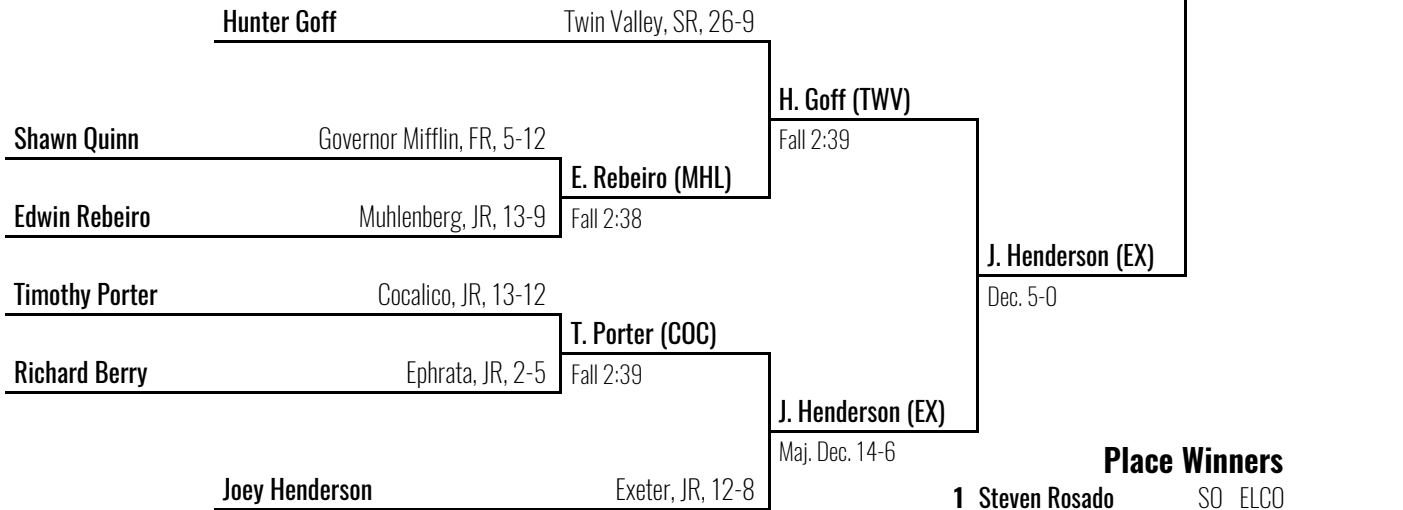 Hunter Goff Twin Valley, SR, 26-9
H. Goff (TWV)
Shawn Quinn Governor Mifflin, FR, 5-12 Fall 2:39
E. Rebeiro (MHL)
Edwin Rebeiro Muhlenberg, JR, 13-9 Fall 2:38
J. Henderson (EX)
Timothy Porter Cocalico, JR, 13-12 Dec. 5-0
T. Porter (COC)
Richard Berry Ephrata, JR, 2-5 Fall 2:39
J. Henderson (EX)
Maj. Dec. 14-6 Place Winners
Joey Henderson Exeter, JR, 12-8 1 Steven Rosado SO ELCO